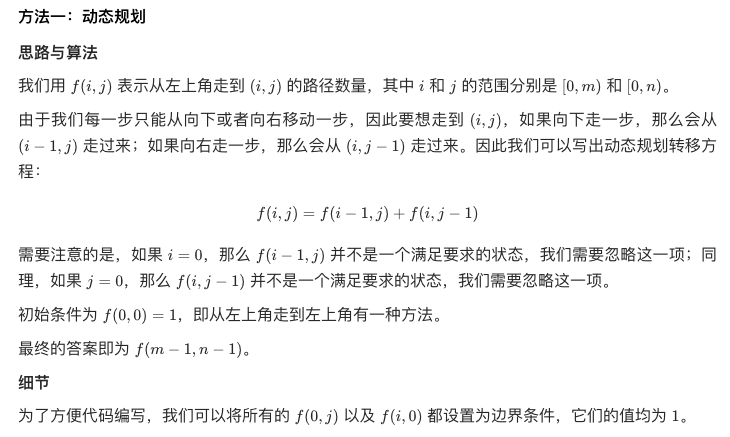 方法一：动态规划
思路与算法
我们用 f(i, j) 表示从左上角走到 (i, j) 的路径数量，其中 i 和 j 的范围分别是 [0, m) 和 [0, n)。
由于我们每一步只能从向下或者向右移动一步，因此要想走到 (i, j)，如果向下走一步，那么会从
(i − 1, j) 走过来；如果向右走一步，那么会从 (i, j − 1) 走过来。因此我们可以写出动态规划转移方
程：
f(i, j) = f(i − 1, j) + f(i, j − 1)
需要注意的是，如果 i = 0，那么 f(i − 1, j) 并不是一个满足要求的状态，我们需要忽略这一项；同
理，如果 j = 0，那么 f(i, j − 1) 并不是一个满足要求的状态，我们需要忽略这一项。
初始条件为 f(0, 0) = 1，即从左上角走到左上角有一种方法。
最终的答案即为 f(m − 1, n − 1)。
细节
为了方便代码编写，我们可以将所有的 f(0, j) 以及 f(i, 0) 都设置为边界条件，它们的值均为 1。